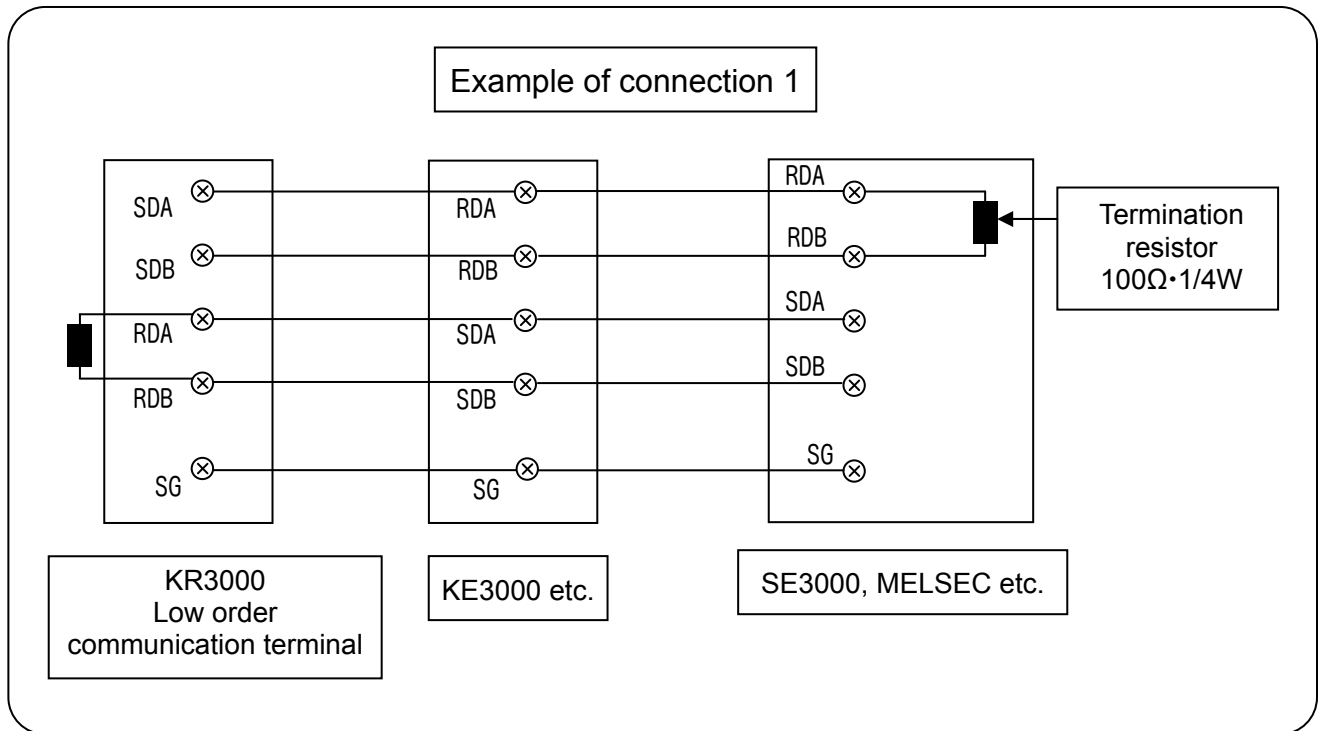 Example of connection 1
SDA
SDB
RDA
RDB
SG
RDA
RDB
SDA
SDB
SG
RDA
RDB
SDA
SDB
SG
Termination
resistor
100Ω･1/4W
KR3000
Low order
communication terminal
KE3000 etc.
SE3000, MELSEC etc.